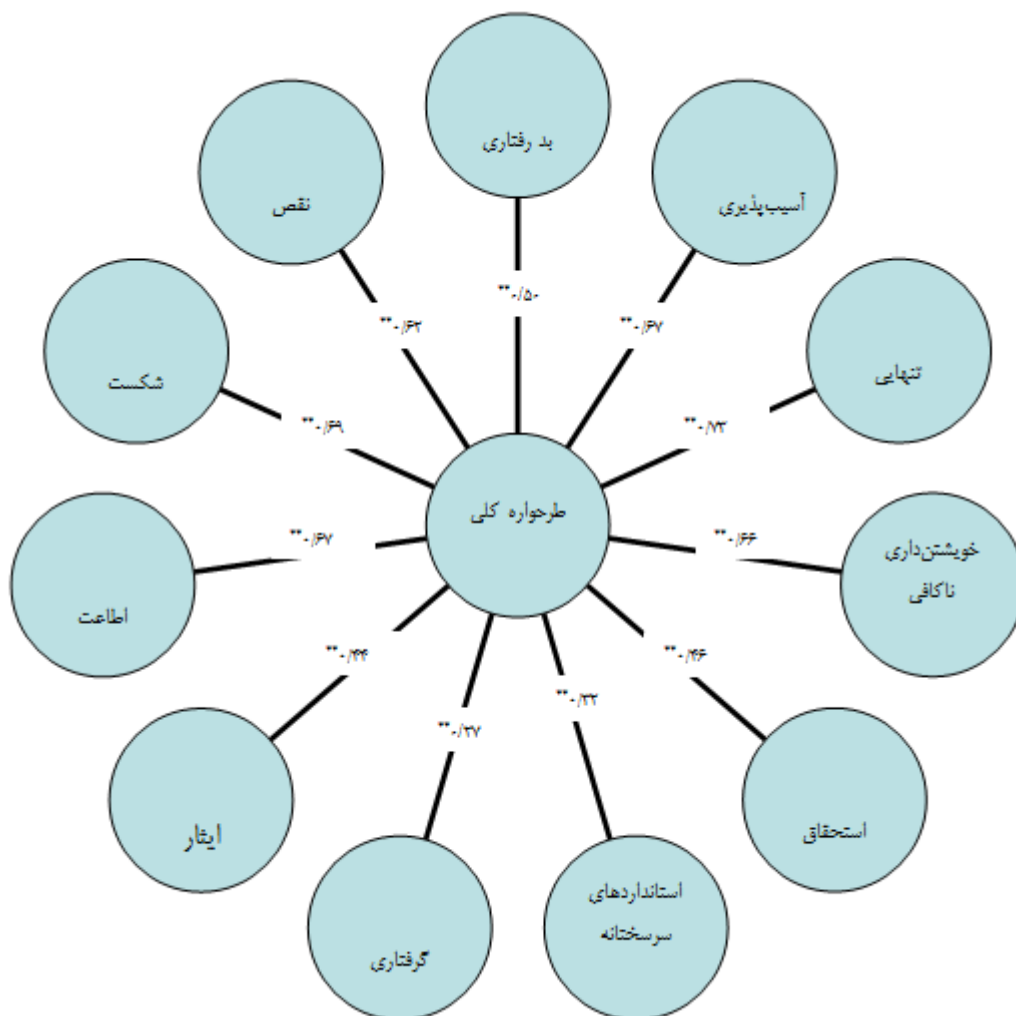 بد رفتاری
نقص
آسیب‌پذیری
**۰/۵۰
**۰/۶۲
**۰/۶۷
شکست
تنهایی
**۰/۶۹
**۰/۷۳
طرحواره کلی
**۰/۶۷
**۰/۶۶
خویشتن‌داری
ناکافی
اطاعت
**۰/۴۴
**۰/۴۶
**۰/۳۷
**۰/۳۲
ایثار
استحقاق
گرفتاری
استانداردهای
سرسختانه